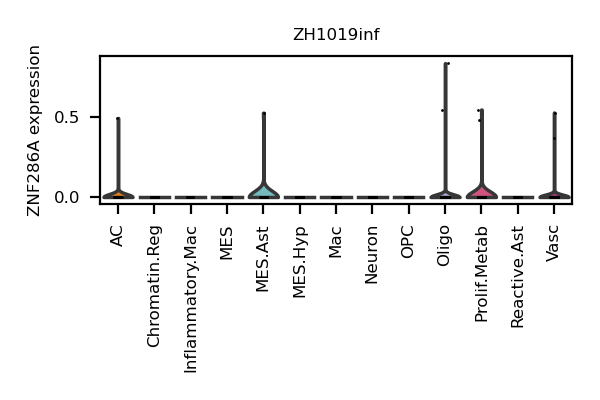 ZH1019inf
ZNF286A expression
0.5
0.0
AC
Chromatin.Reg
Inflammatory.Mac
MES
MES.Ast
MES.Hyp
Mac
Neuron
OPC
Oligo
Prolif.Metab
Reactive.Ast
Vasc